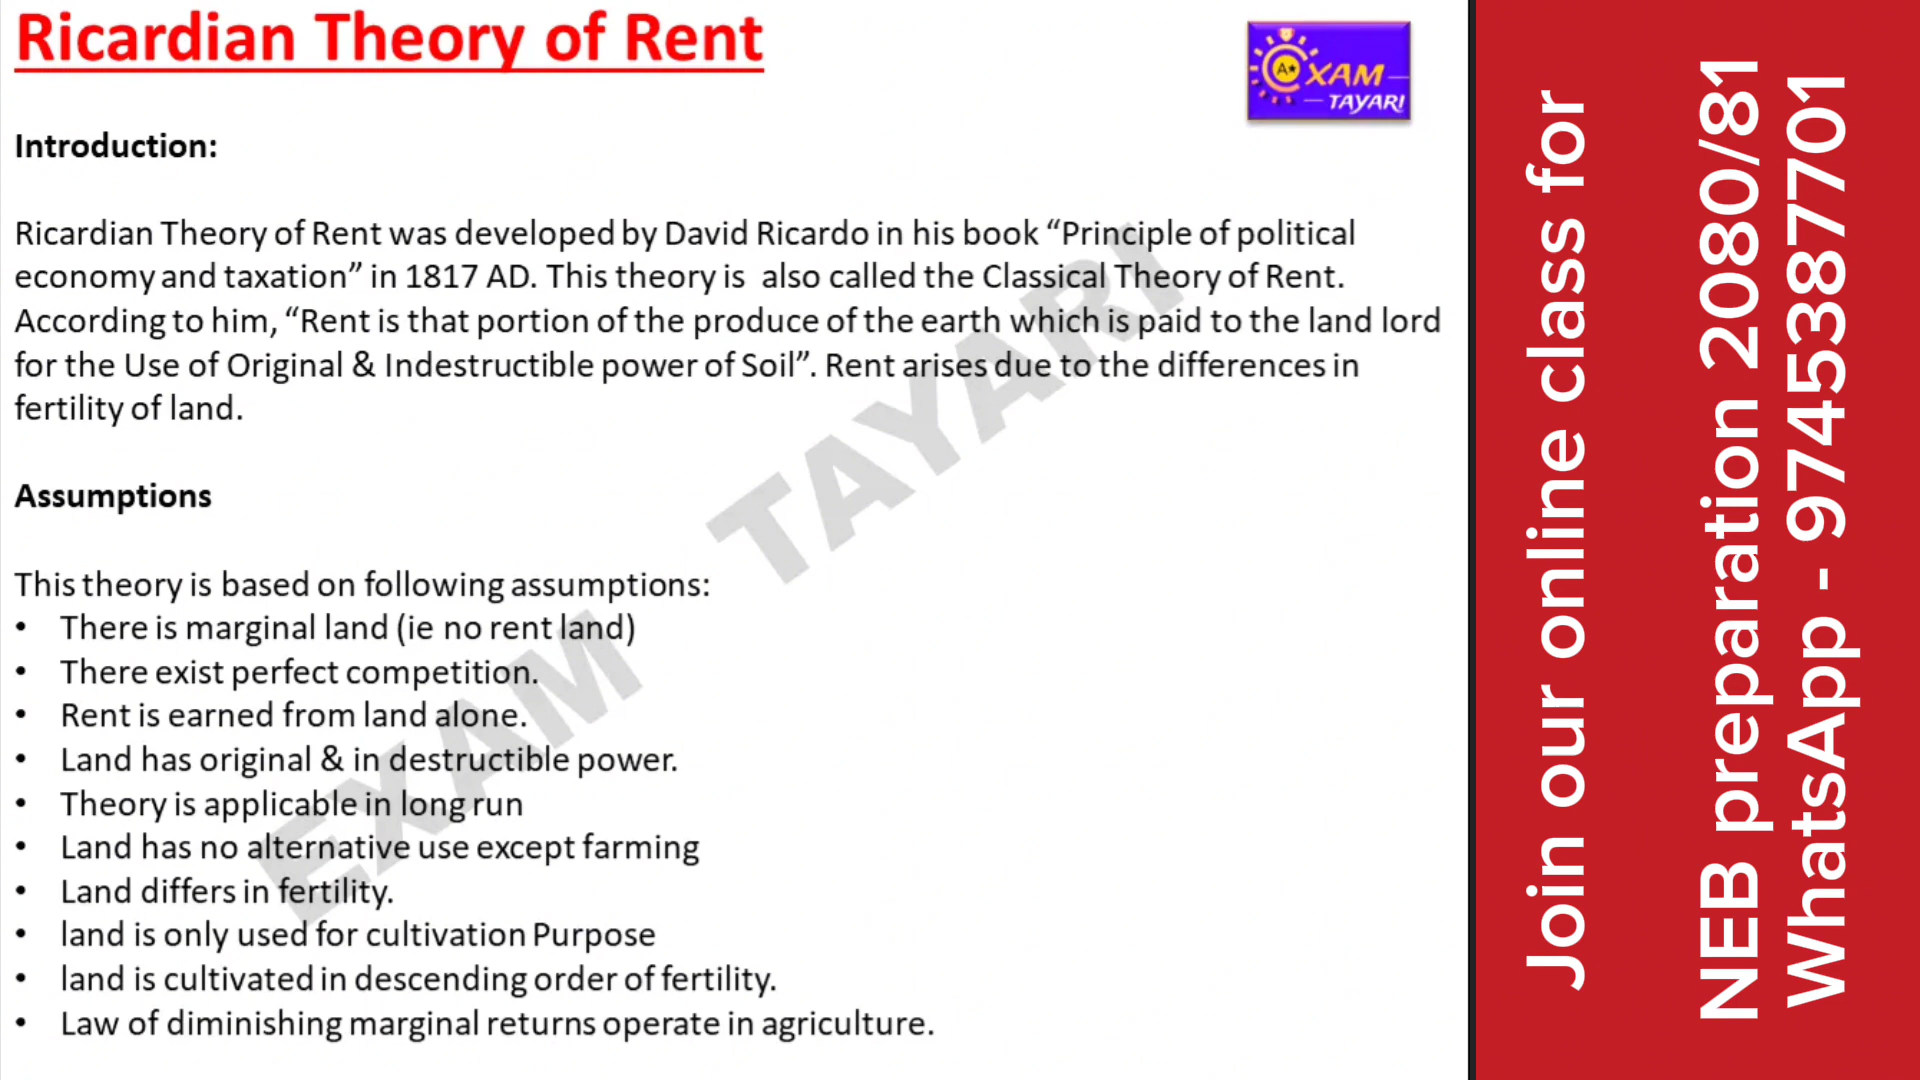 Ricardian Theory of Rent
A+ XAM
TAYARI
Introduction:
Ricardian Theory of Rent was developed by David Ricardo in his book “Principle of political
economy and taxation” in 1817 AD. This theory is also called the Classical Theory of Rent.
According to him, “Rent is that portion of the produce of the earth which is paid to the land lord
for the Use of Original & Indestructible power of Soil”. Rent arises due to the differences in
fertility of land.
Assumptions
This theory is based on following assumptions:
• There is marginal land (ie no rent land)
• There exist perfect competition.
• Rent is earned from land alone.
• Land has original & in destructible power.
• Theory is applicable in long run
• Land has no alternative use except farming
• Land differs in fertility.
• land is only used for cultivation Purpose
• land is cultivated in descending order of fertility.
• Law of diminishing marginal returns operate in agriculture.
EXAM TAYARI
Join our online class for
NEB preparation 2080/81
WhatsApp - 9745387701